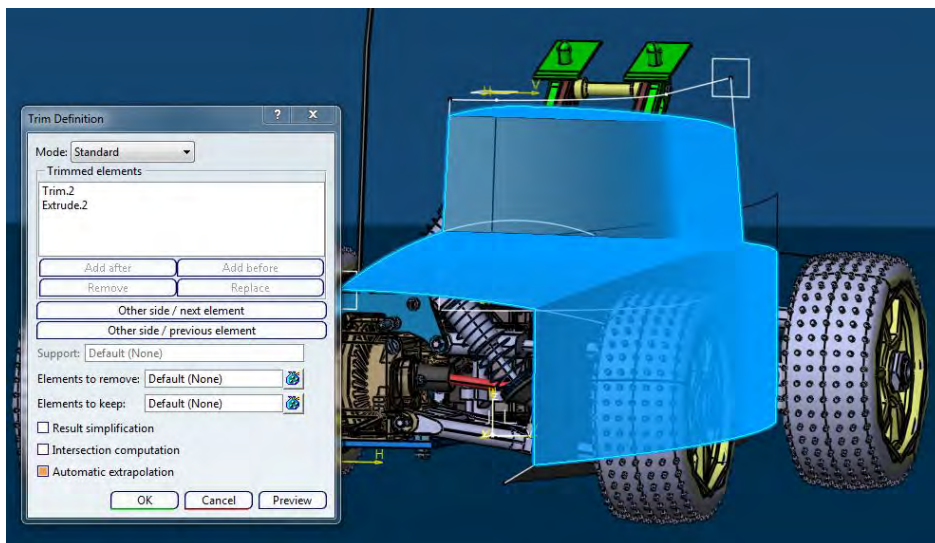 Trim Definition
? X
Mode: Standard
Trimmed elements
Trim.2
Extrude.2
Add after Add before
Remove Replace
Other side / next element
Other side / previous element
Support: Default (None)
Elements to remove: Default (None)
Elements to keep: Default (None)
Result simplification
Intersection computation
Automatic extrapolation
OK Cancel Preview
H